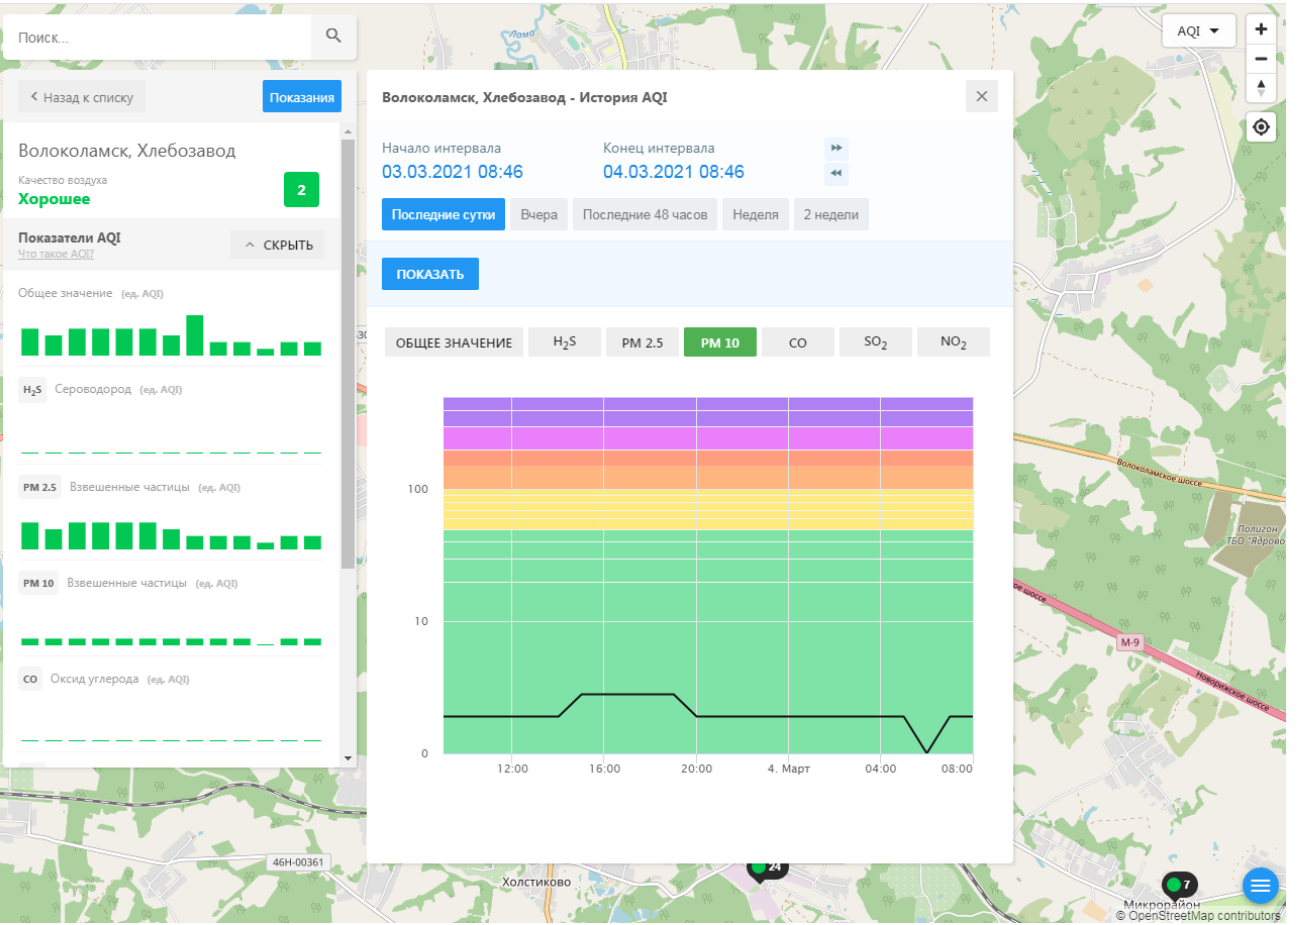 Поиск...
Лама
AQI
Назад к списку
Показания
Волоколамск, Хлебозавод - История AQI
Волоколамск, Хлебозавод
Качество воздуха
Хорошее
2
Начало интервала
Конец интервала
03.03.2021 08:46
04.03.2021 08:46
Последние сутки
Вчера
Последние 48 часов
Неделя
2 недели
Показатели AQI
Что такое AQI?
СКРЫТЬ
ПОКАЗАТЬ
Общее значение (ед. AQI)
ОБЩЕЕ ЗНАЧЕНИЕ
H2S
PM 2.5
PM 10
CO
SO2
NO2
H2S Сероводород (ед. AQI)
PM 2.5 Взвешенные частицы (ед. AQI)
PM 10 Взвешенные частицы (ед. AQI)
CO Оксид углерода (ед. AQI)
100
10
0
12:00
16:00
20:00
4. Март
04:00
08:00
Волоколамское шоссе
Полигон
ТБО "Ядрово
ое шоссе
М-9
Новорижское шоссе
46Н-00361
Холстиково
24
7
Микрорайон
© OpenStreetMap contributors